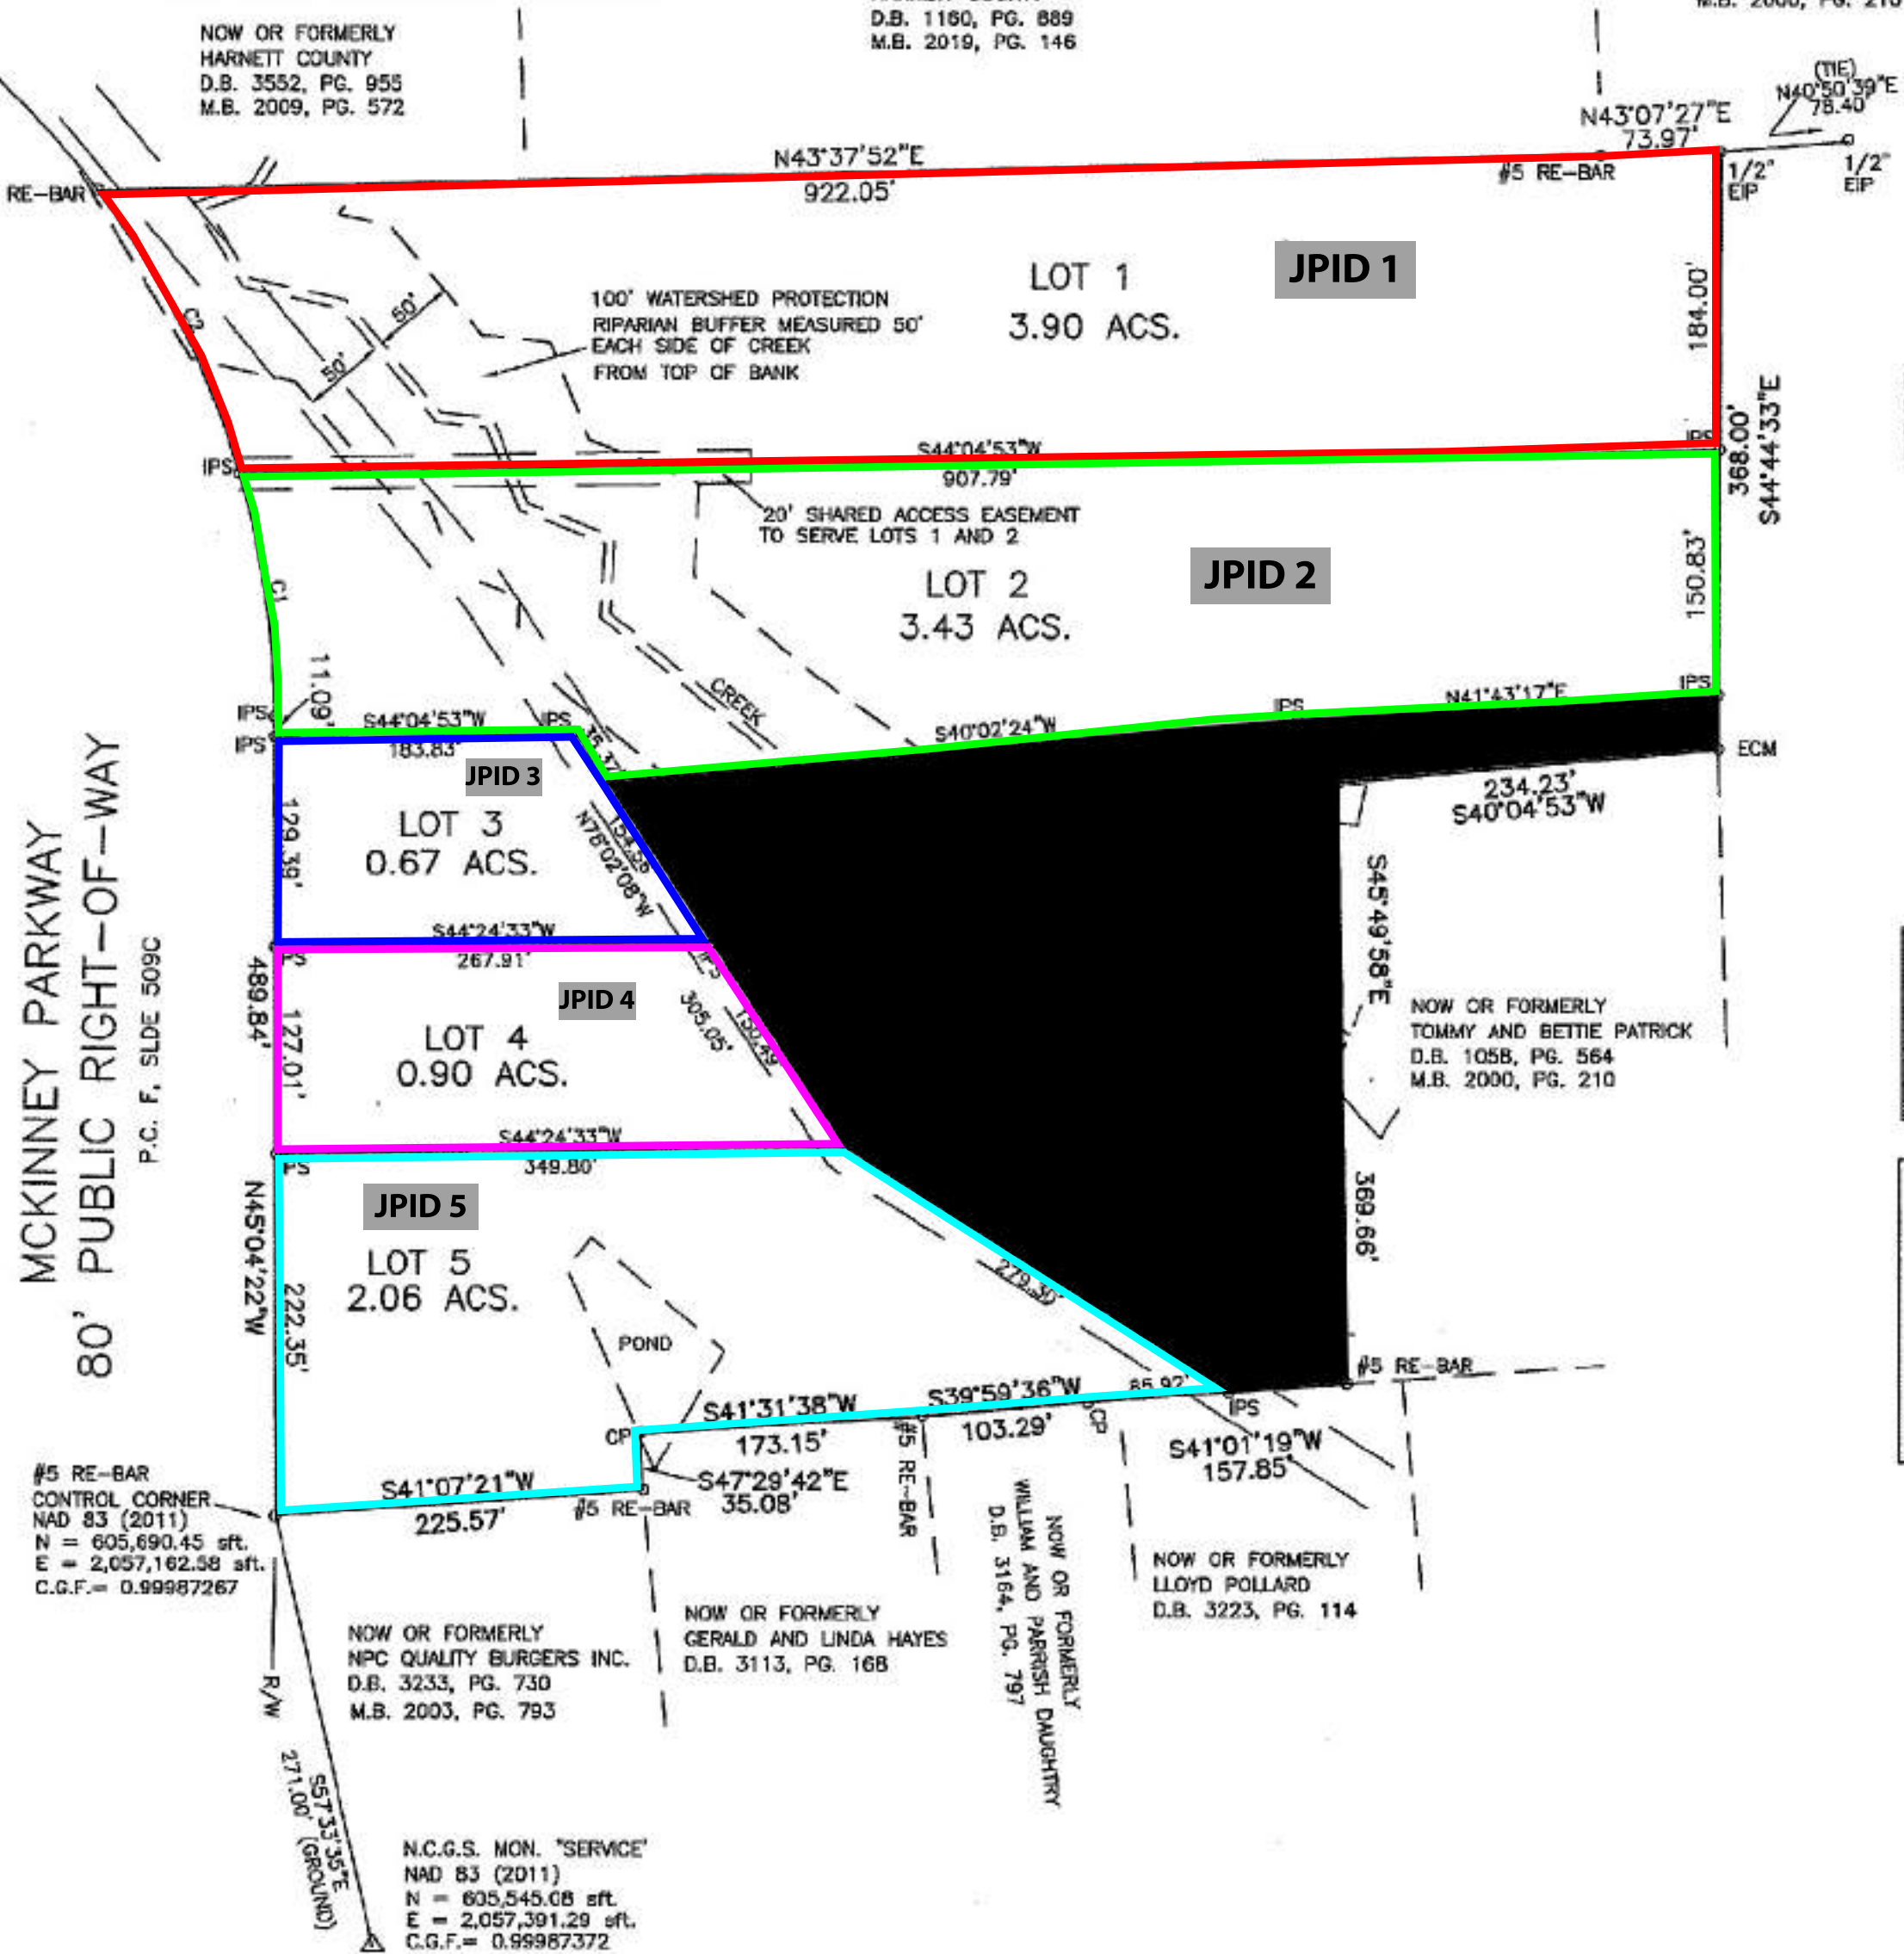 NOW OR FORMERLY
HARNETT COUNTY
D.B. 3552, PG. 955
M.B. 2009, PG. 572
D.B. 1160, PG. 689
M.B. 2019, PG. 146
(TIE)
N40°50'39"E
78.40'
N43°07'27"E
73.97'
N43°37'52"E
922.05'
#5 RE-BAR
1/2"
EIP
1/2"
EIP
RE-BAR
LOT 1
3.90 ACS.
JPID 1
184.00'
C2
50'
50'
100' WATERSHED PROTECTION
RIPARIAN BUFFER MEASURED 50'
EACH SIDE OF CREEK
FROM TOP OF BANK
368.00'
S44°44'33"E
IPS
IPS
S44°04'53"W
907.79'
20' SHARED ACCESS EASEMENT
TO SERVE LOTS 1 AND 2
LOT 2
3.43 ACS.
JPID 2
150.83'
C1
11.09'
CREEK
IPS
IPS
S44°04'53"W
183.83'
IPS
35.37'
S40°02'24"W
IPS
N41°43'17"E
IPS
ECM
234.23'
S40°04'53"W
JPID 3
LOT 3
0.67 ACS.
129.39'
154.56
N78°02'08"W
S44°24'33"W
267.91'
IPS
MCKINNEY PARKWAY
80' PUBLIC RIGHT-OF-WAY
P.C. F, SLDE 509C
489.84'
127.01'
JPID 4
LOT 4
0.90 ACS.
305.05'
150.49
S45°49'58"E
369.66'
NOW OR FORMERLY
TOMMY AND BETTIE PATRICK
D.B. 1058, PG. 564
M.B. 2000, PG. 210
S44°24'33"W
349.80'
JPID 5
LOT 5
2.06 ACS.
N45°04'22"W
222.35'
POND
279.30'
#5 RE-BAR
CP
S41°31'38"W
173.15'
S39°59'36"W
103.29'
85.92'
#5 RE-BAR
CP
IPS
S41°01'19"W
157.85'
S47°29'42"E
35.08'
S41°07'21"W
225.57'
#5 RE-BAR
#5 RE-BAR
CONTROL CORNER
NAD 83 (2011)
N = 605,690.45 sft.
E = 2,057,162.58 sft.
C.G.F.= 0.99987267
NOW OR FORMERLY
NPC QUALITY BURGERS INC.
D.B. 3233, PG. 730
M.B. 2003, PG. 793
NOW OR FORMERLY
GERALD AND LINDA HAYES
D.B. 3113, PG. 168
NOW OR FORMERLY
WILLIAM AND PARRISH DAUGHTRY
D.B. 3164, PG. 797
NOW OR FORMERLY
LLOYD POLLARD
D.B. 3223, PG. 114
R/W
S57°33'35"E
271.00' (GROUND)
N.C.G.S. MON. "SERVICE"
NAD 83 (2011)
N = 605,545.08 sft.
E = 2,057,391.29 sft.
C.G.F.= 0.99987372